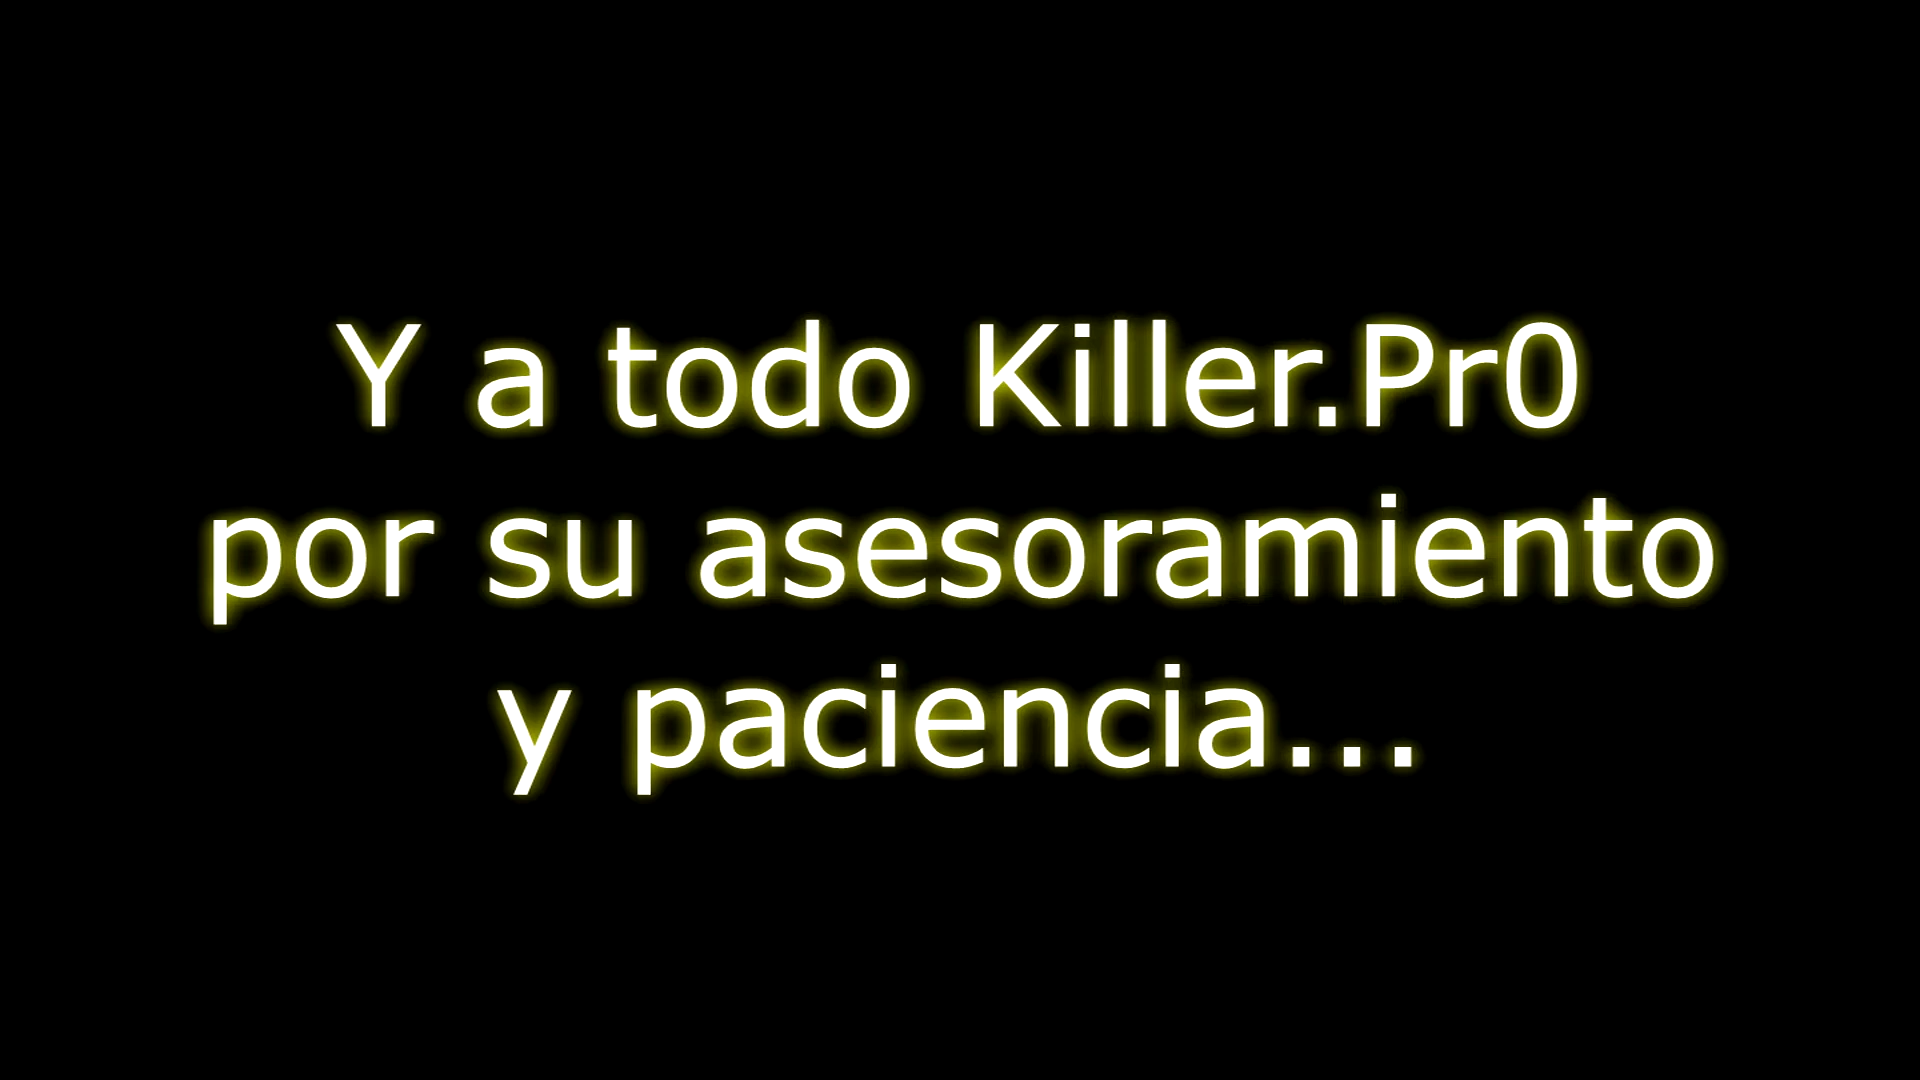 Y a todo Killer.Pr0
por su asesoramiento
y paciencia...